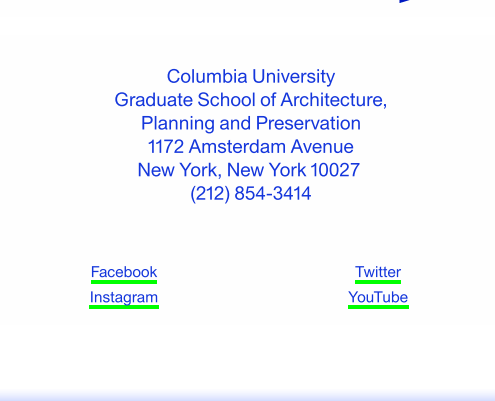 Columbia University
Graduate School of Architecture,
Planning and Preservation
1172 Amsterdam Avenue
New York, New York 10027
(212) 854-3414
Facebook
Twitter
Instagram
YouTube